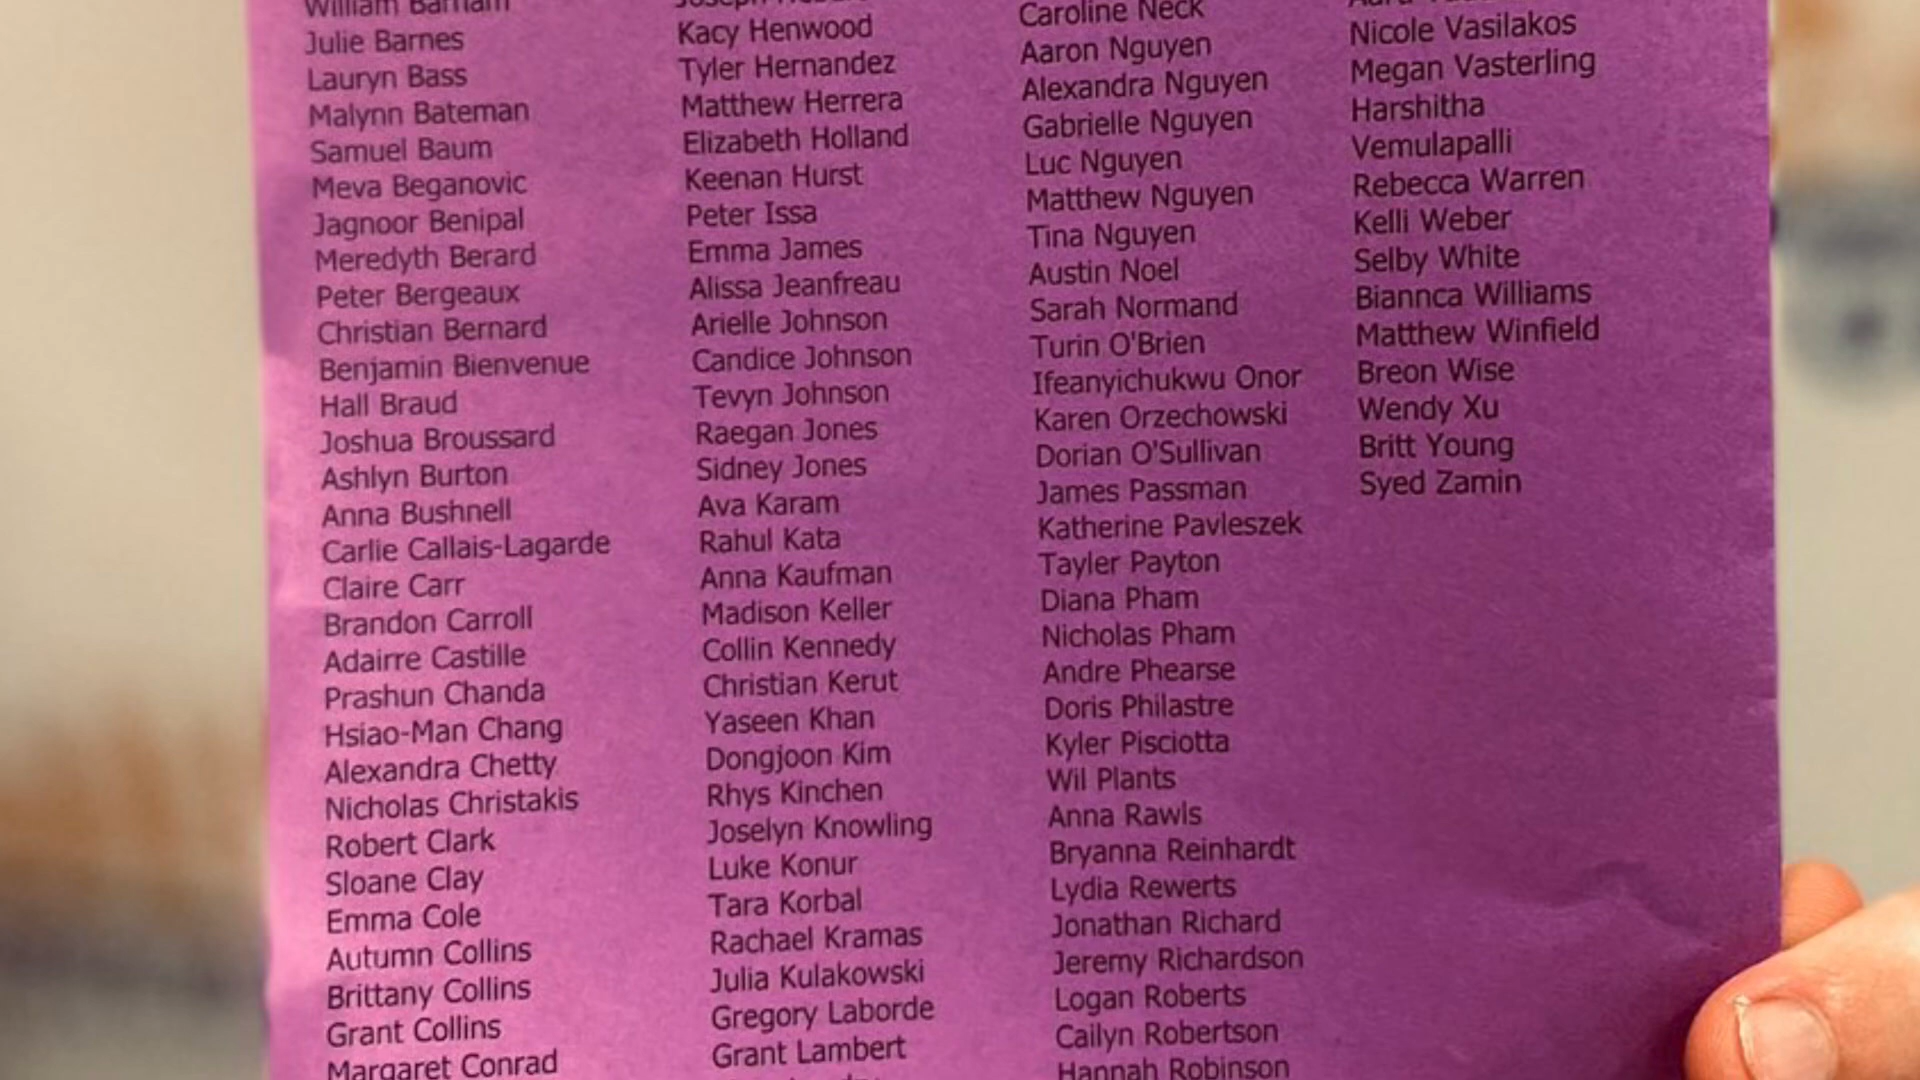 William Barham
Julie Barnes
Lauryn Bass
Malynn Bateman
Samuel Baum
Meva Beganovic
Jagnoor Benipal
Meredyth Berard
Peter Bergeaux
Christian Bernard
Benjamin Bienvenue
Hall Braud
Joshua Broussard
Ashlyn Burton
Anna Bushnell
Carlie Callais-Lagarde
Claire Carr
Brandon Carroll
Adairre Castille
Prashun Chanda
Hsiao-Man Chang
Alexandra Chetty
Nicholas Christakis
Robert Clark
Sloane Clay
Emma Cole
Autumn Collins
Brittany Collins
Grant Collins
Margaret Conrad
Joseph
Kacy Henwood
Tyler Hernandez
Matthew Herrera
Elizabeth Holland
Keenan Hurst
Peter Issa
Emma James
Alissa Jeanfreau
Arielle Johnson
Candice Johnson
Tevyn Johnson
Raegan Jones
Sidney Jones
Ava Karam
Rahul Kata
Anna Kaufman
Madison Keller
Collin Kennedy
Christian Kerut
Yaseen Khan
Dongjoon Kim
Rhys Kinchen
Joselyn Knowling
Luke Konur
Tara Korbal
Rachael Kramas
Julia Kulakowski
Gregory Laborde
Grant Lambert
Caroline Neck
Aaron Nguyen
Alexandra Nguyen
Gabrielle Nguyen
Luc Nguyen
Matthew Nguyen
Tina Nguyen
Austin Noel
Sarah Normand
Turin O'Brien
Ifeanyichukwu Onor
Karen Orzechowski
Dorian O'Sullivan
James Passman
Katherine Pavleszek
Tayler Payton
Diana Pham
Nicholas Pham
Andre Phearse
Doris Philastre
Kyler Pisciotta
Wil Plants
Anna Rawls
Bryanna Reinhardt
Lydia Rewerts
Jonathan Richard
Jeremy Richardson
Logan Roberts
Cailyn Robertson
Hannah Robinson
Nicole Vasilakos
Megan Vasterling
Harshitha
Vemulapalli
Rebecca Warren
Kelli Weber
Selby White
Biannca Williams
Matthew Winfield
Breon Wise
Wendy Xu
Britt Young
Syed Zamin